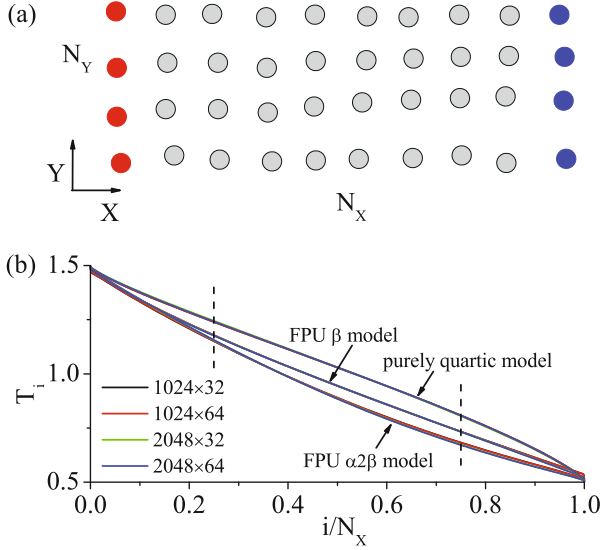 (a)
N_Y
Y
X
N_X
(b)
1.5
1.0
0.5
T_i
FPU β model
purely quartic model
FPU α2β model
1024×32
1024×64
2048×32
2048×64
0.0 0.2 0.4 0.6 0.8 1.0
i/N_X